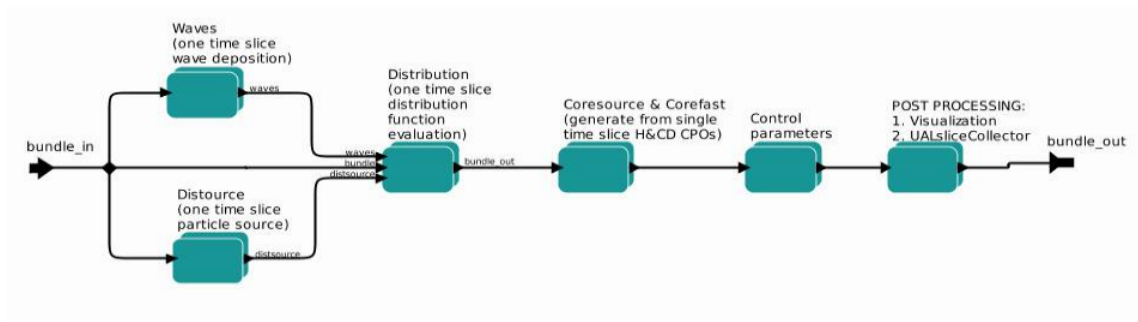 Waves
(one time slice
wave deposition)
waves
bundle_in
Distource
(one time slice
particle source)
distsource
Distribution
(one time slice
distribution
function
evaluation)
waves
bundle
distsource
bundle_out
Coresource & Corefast
(generate from single
time slice H&CD CPOs)
Control
parameters
POST PROCESSING:
1. Visualization
2. UALsliceCollector
bundle_out